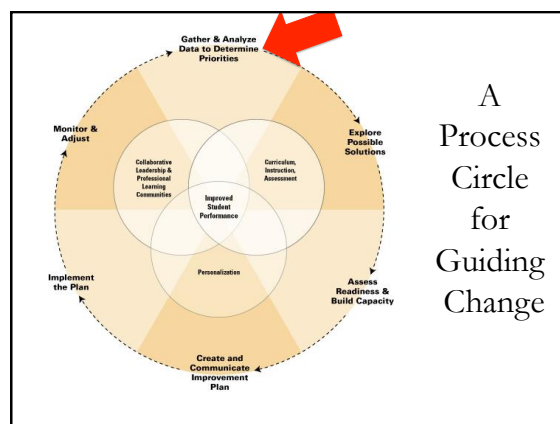 Gather & Analyze
Data to Determine
Priorities
Explore
Possible
Solutions
Assess
Readiness &
Build Capacity
Create and
Communicate
Improvement
Plan
Implement
the Plan
Monitor &
Adjust
Collaborative
Leadership &
Professional
Learning
Communities
Curriculum,
Instruction,
Assessment
Improved
Student
Performance
Personalization
A
Process
Circle
for
Guiding
Change